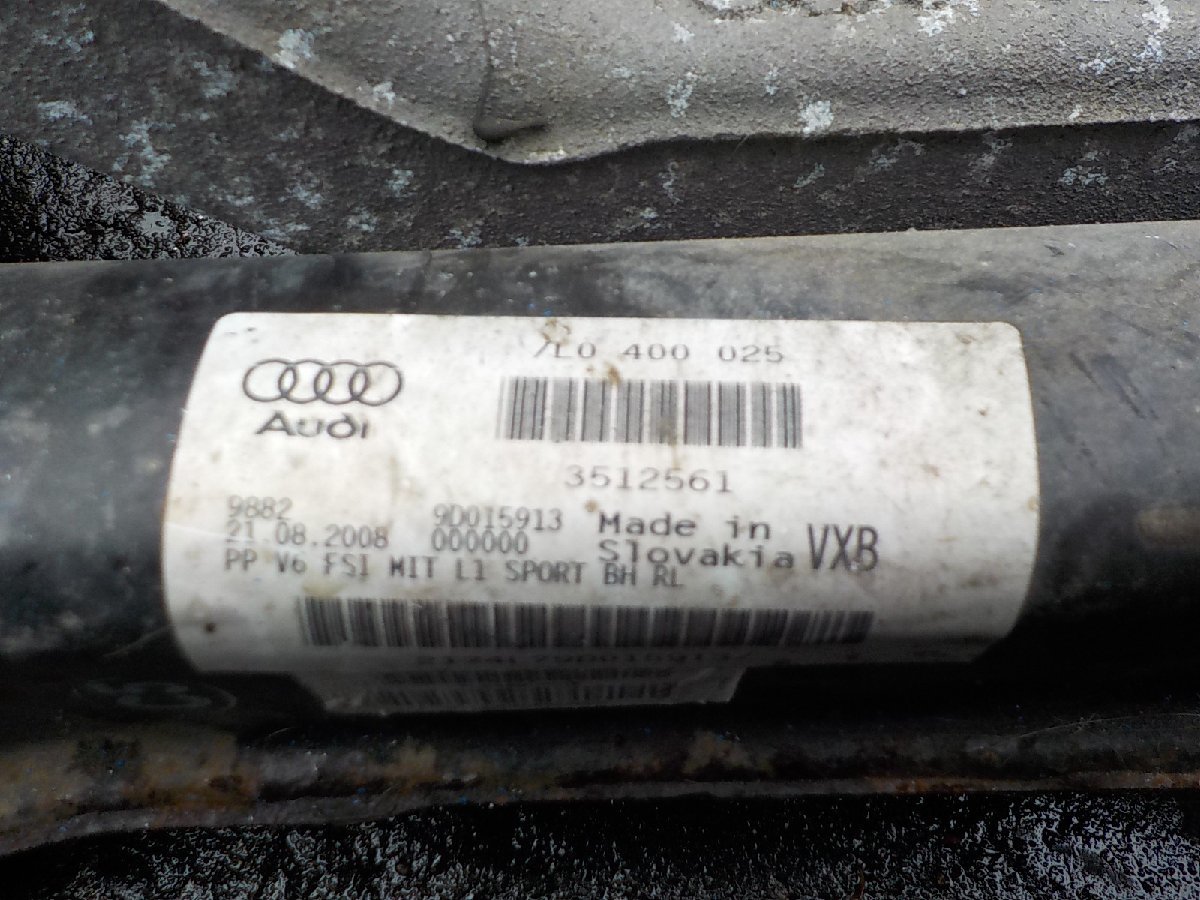 7L0 400 025
Audi
3512561
9882
21.08.2008
9D015913
000000
Made in
Slovakia
VXB
PP V6 FSI MIT L1 SPORT BH RL